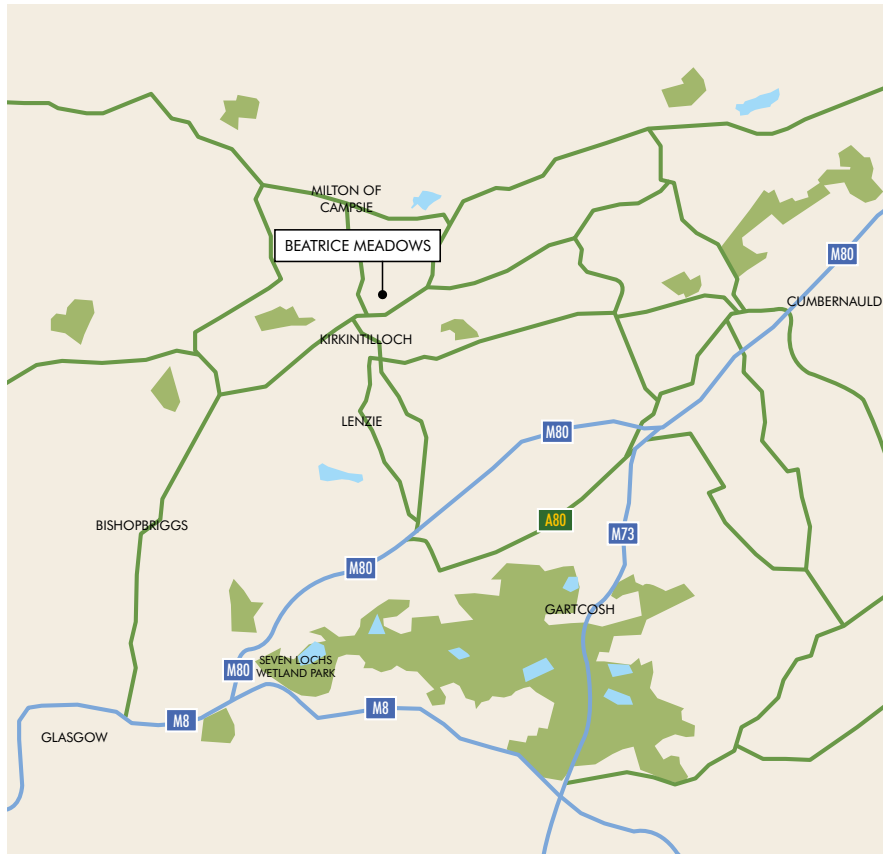 MILTON OF
CAMPSIE
BEATRICE MEADOWS
M80
CUMBERNAULD
KIRKINTILLOCH
LENZIE
M80
BISHOPBRIGGS
A80
M73
M80
GARTCOSH
M80
SEVEN LOCHS
WETLAND PARK
M8
M8
GLASGOW